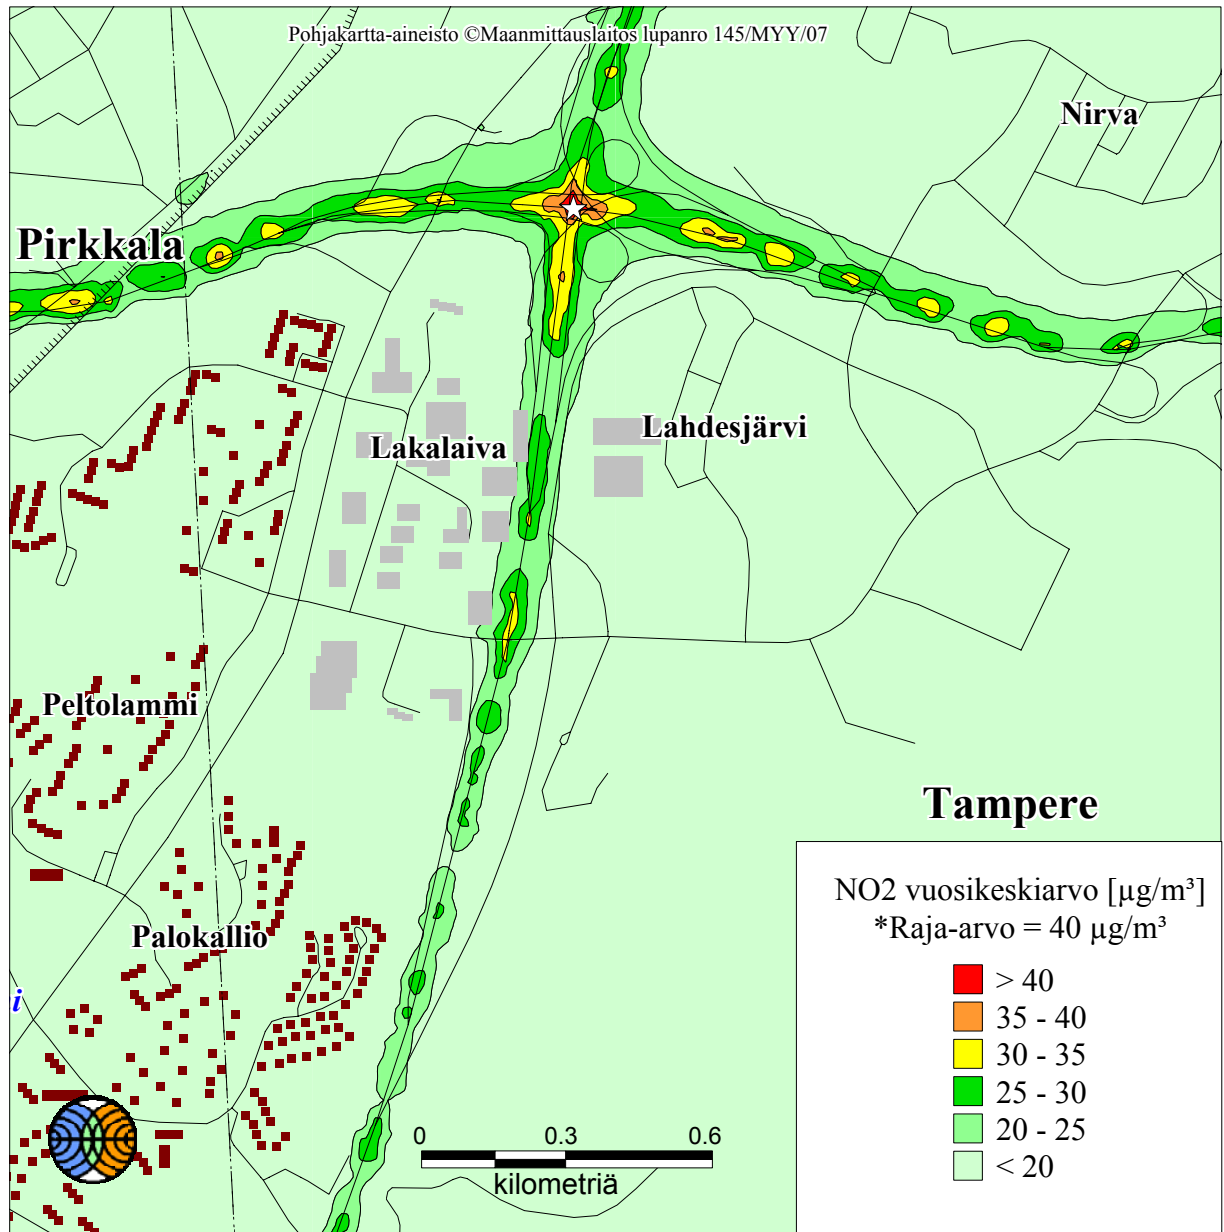 Pohjakartta-aineisto ©Maanmittauslaitos lupanro 145/MYY/07
Nirva
Pirkkala
Lahdesjärvi
Lakalaiva
Peltolammi
Tampere
Palokallio
i
NO2 vuosikeskiarvo [µg/m³]
*Raja-arvo = 40 µg/m³
> 40
35 - 40
30 - 35
25 - 30
20 - 25
< 20
0 0.3 0.6
kilometriä